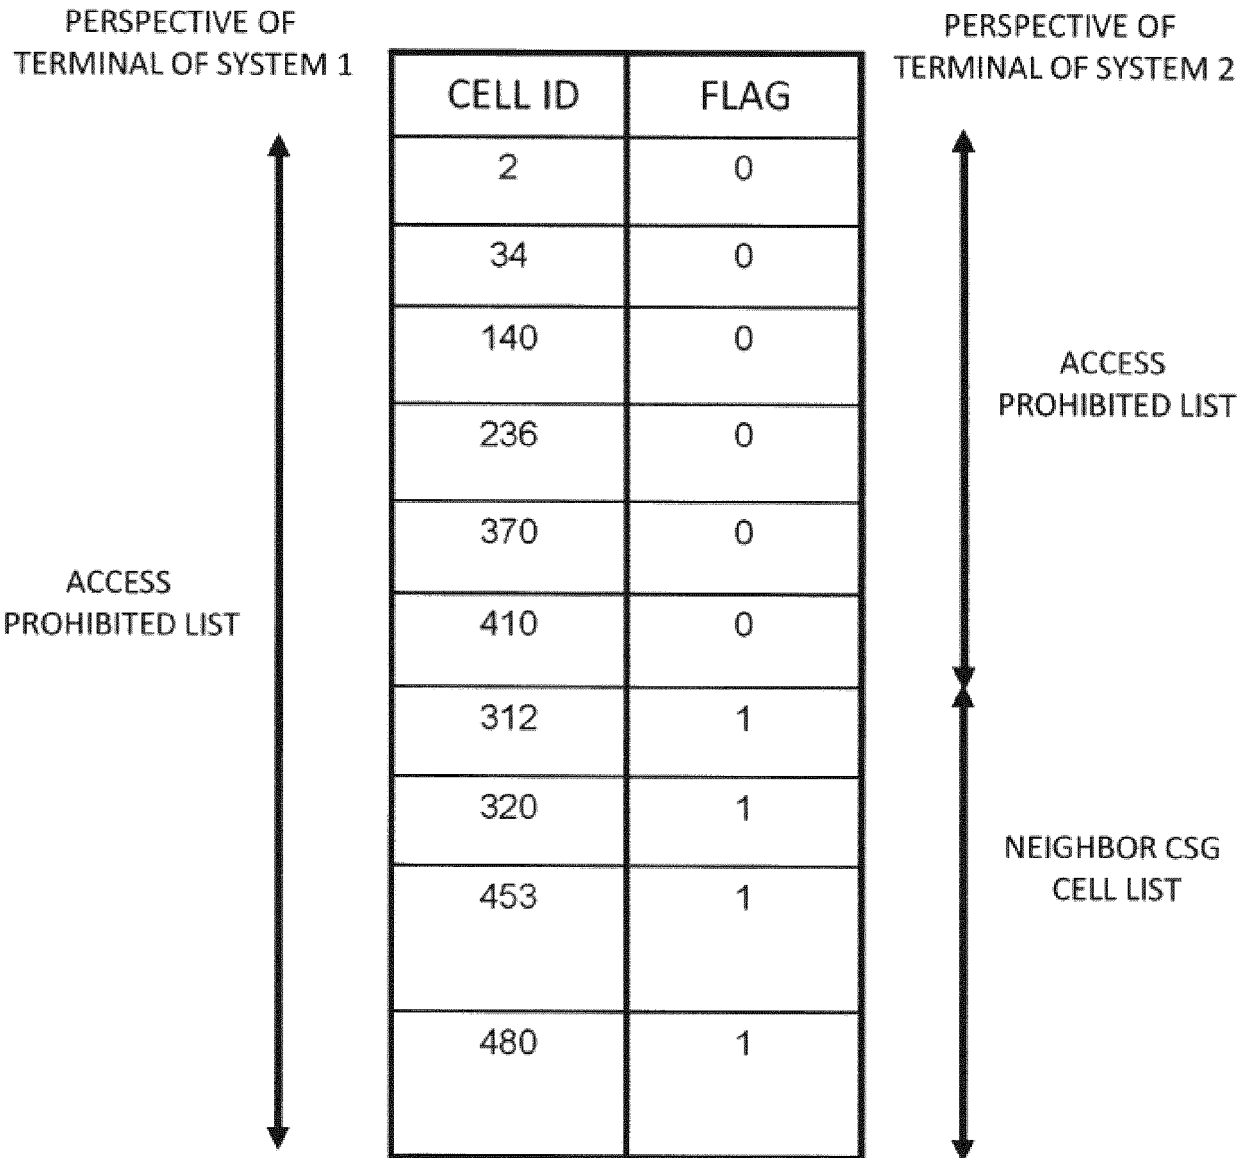 PERSPECTIVE OF
TERMINAL OF SYSTEM 1
PERSPECTIVE OF
TERMINAL OF SYSTEM 2
CELL ID FLAG
2 0
34 0
140 0
236 0
370 0
410 0
312 1
320 1
453 1
480 1
ACCESS
PROHIBITED LIST
ACCESS
PROHIBITED LIST
NEIGHBOR CSG
CELL LIST